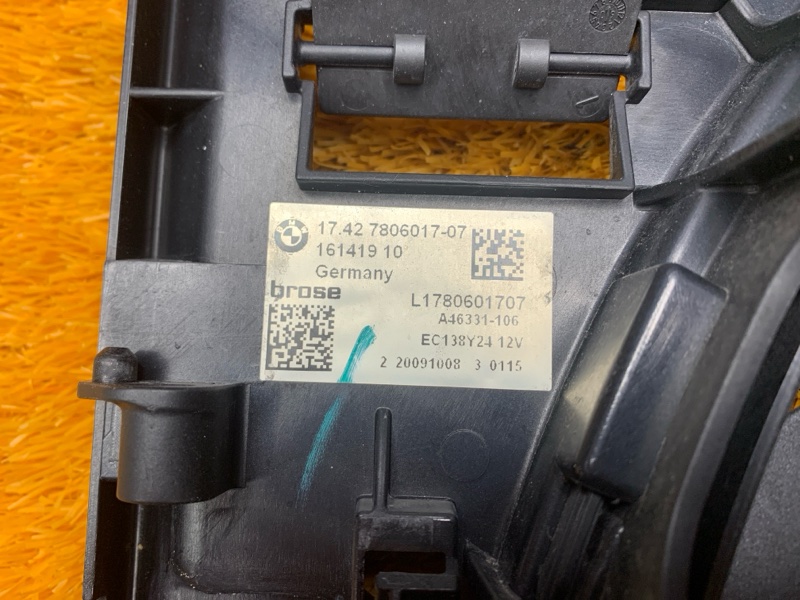 17.42 7806017-07
161419 10
Germany
brose
L1780601707
A46331-106
EC138Y24 12V
2 20091008 3 0115